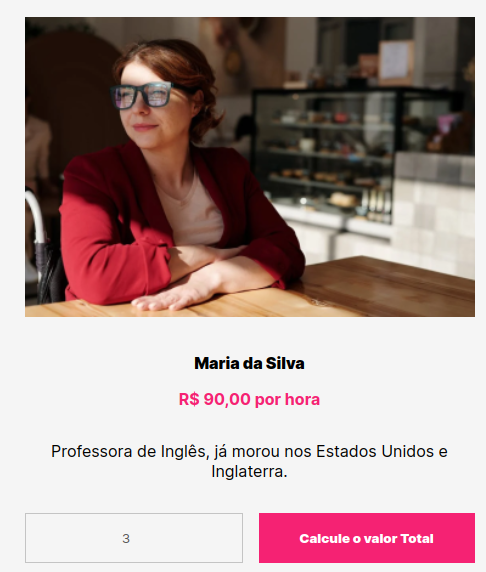 Maria da Silva
R$ 90,00 por hora
Professora de Inglês, já morou nos Estados Unidos e
Inglaterra.
3
Calcule o valor Total